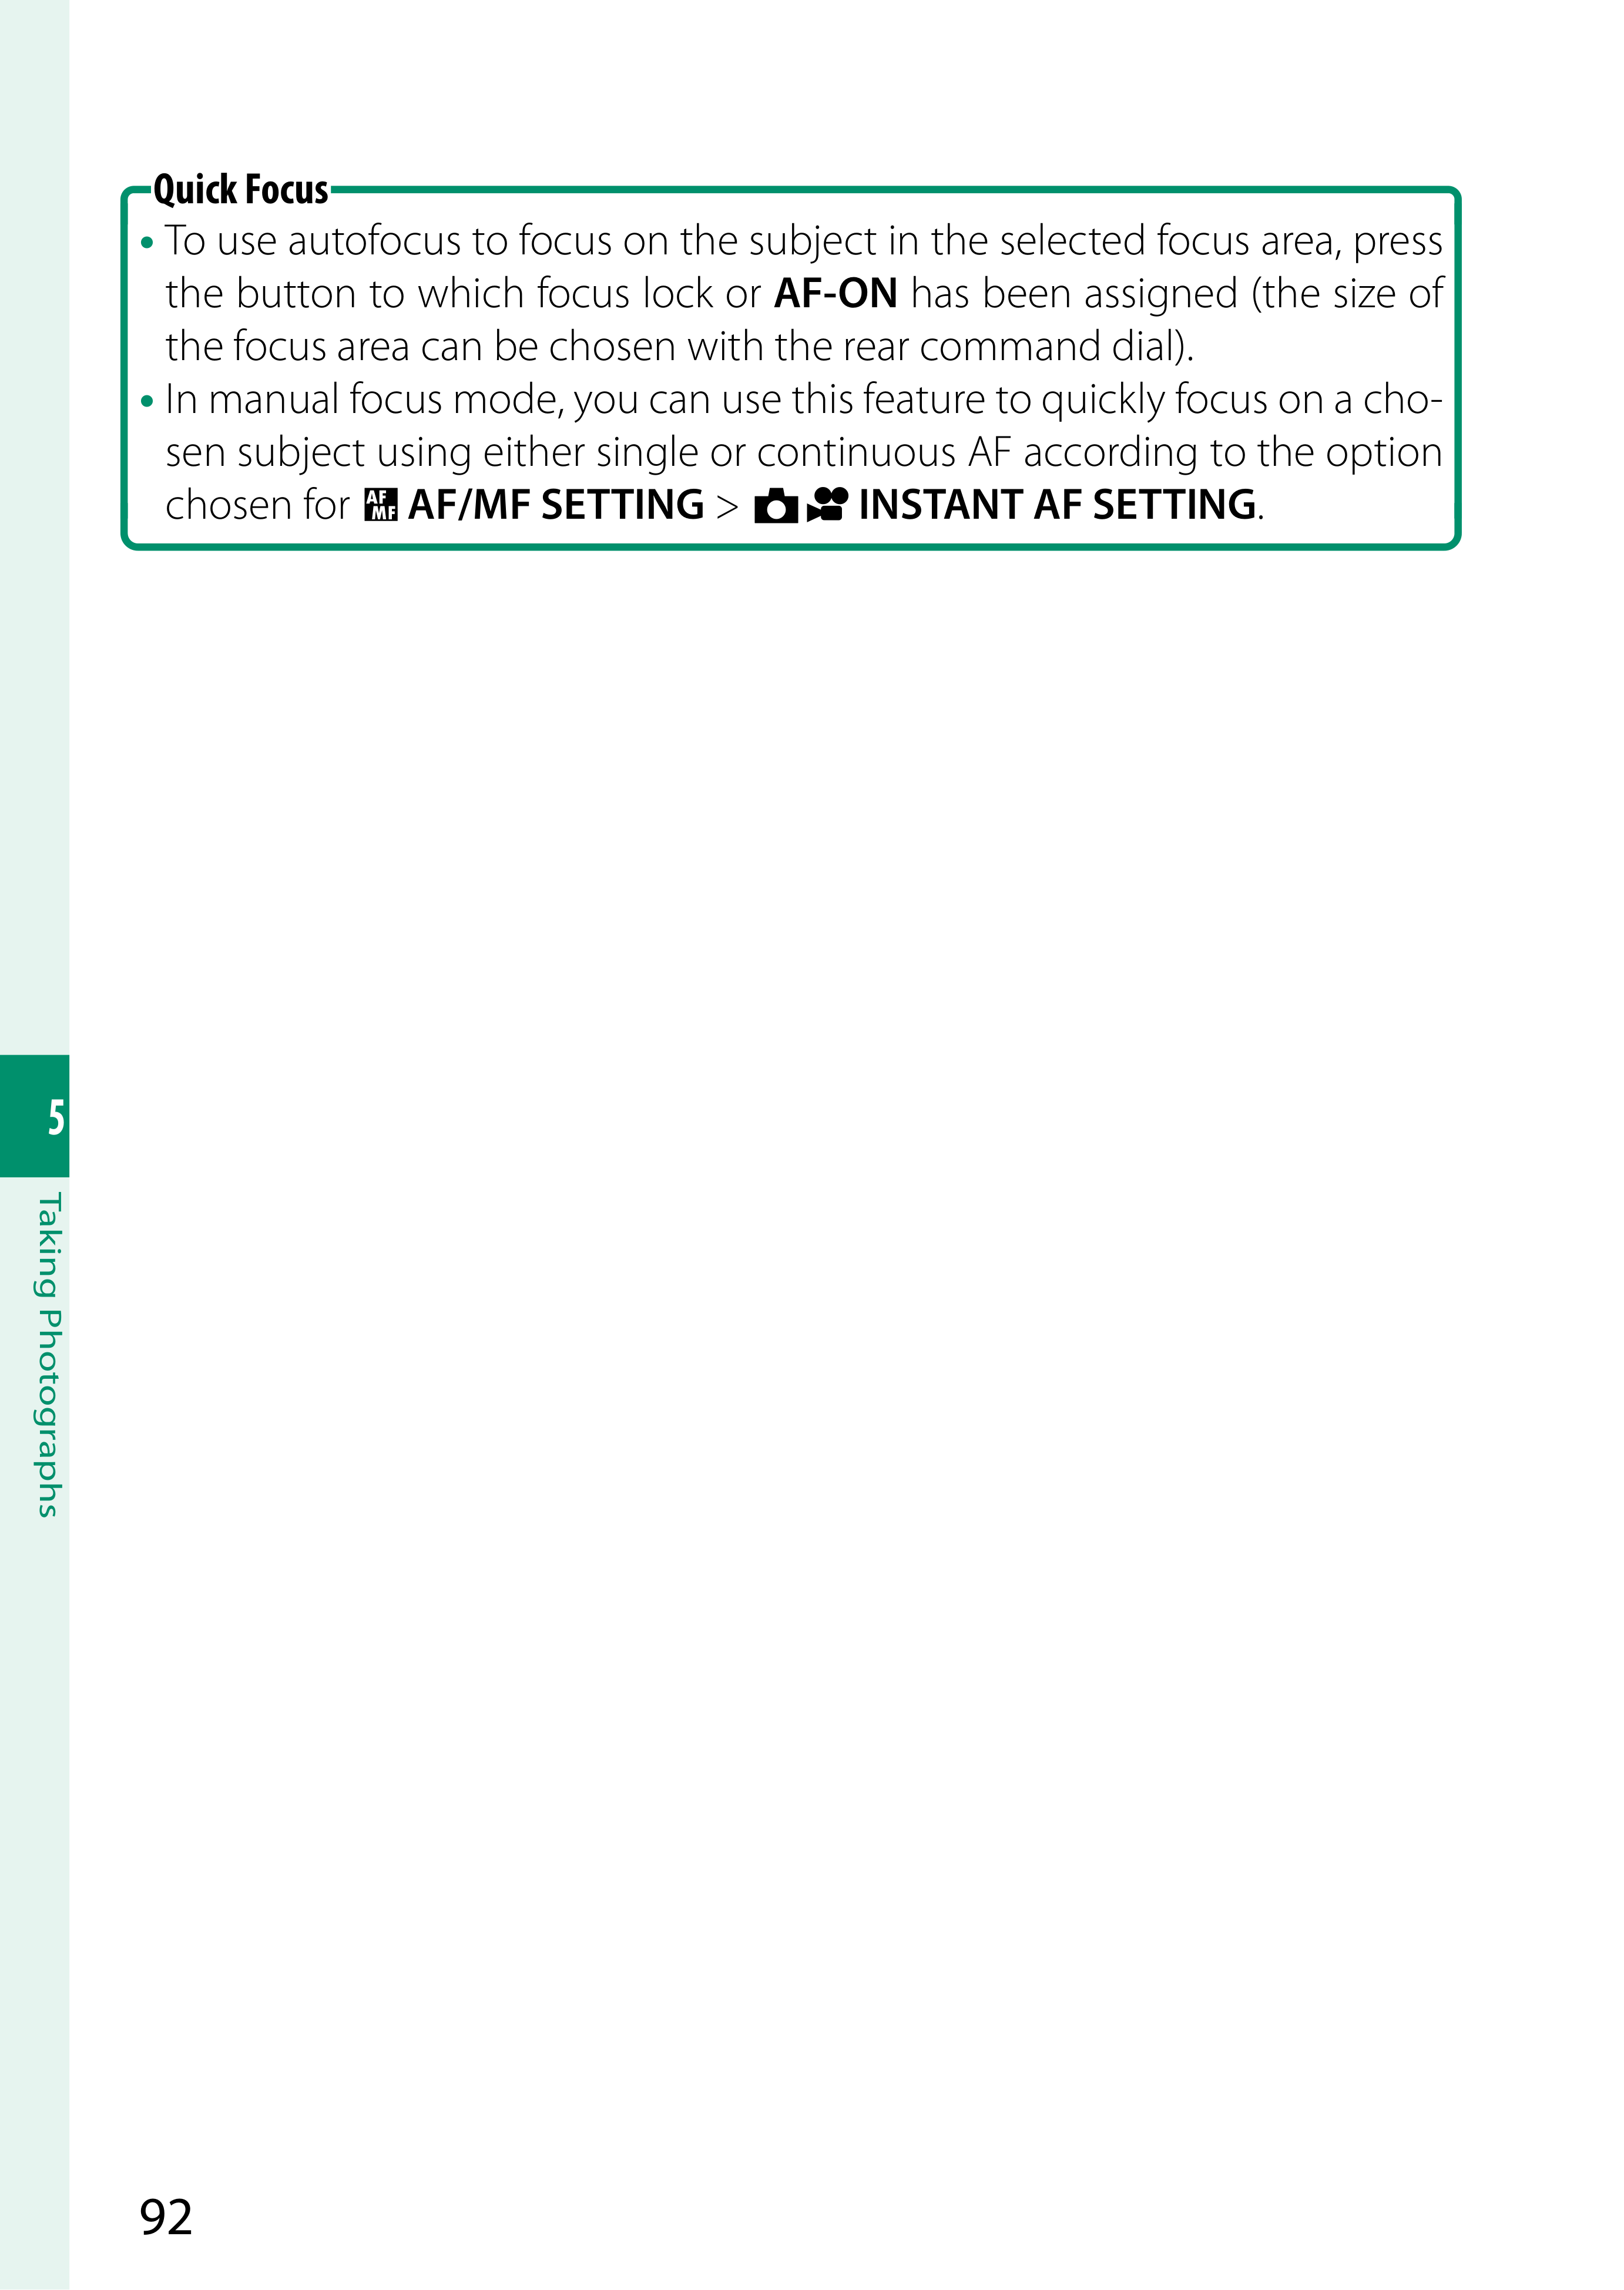 Quick Focus
• To use autofocus to focus on the subject in the selected focus area, press
the button to which focus lock or AF-ON has been assigned (the size of
the focus area can be chosen with the rear command dial).
• In manual focus mode, you can use this feature to quickly focus on a cho-
sen subject using either single or continuous AF according to the option
chosen for AF MF AF/MF SETTING > INSTANT AF SETTING.
5
Taking Photographs
92